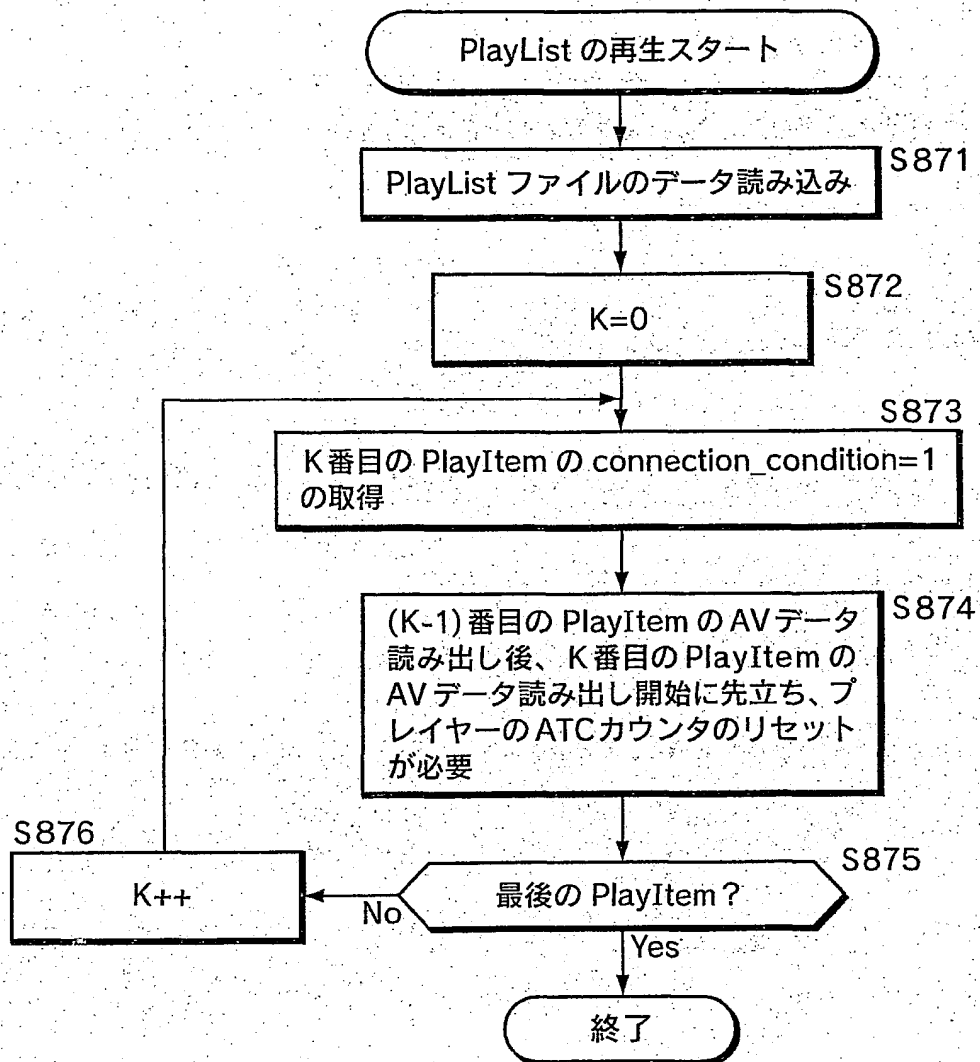 PlayList の再生スタート
S871
PlayList ファイルのデータ読み込み
S872
K=0
S873
K番目の PlayItem の connection_condition=1
の取得
S874
(K-1)番目の PlayItem の AVデータ
読み出し後、K番目の PlayItem の
AVデータ読み出し開始に先立ち、プ
レイヤーのATCカウンタのリセット
が必要
S876
K++
S875
最後の PlayItem？
No
Yes
終了